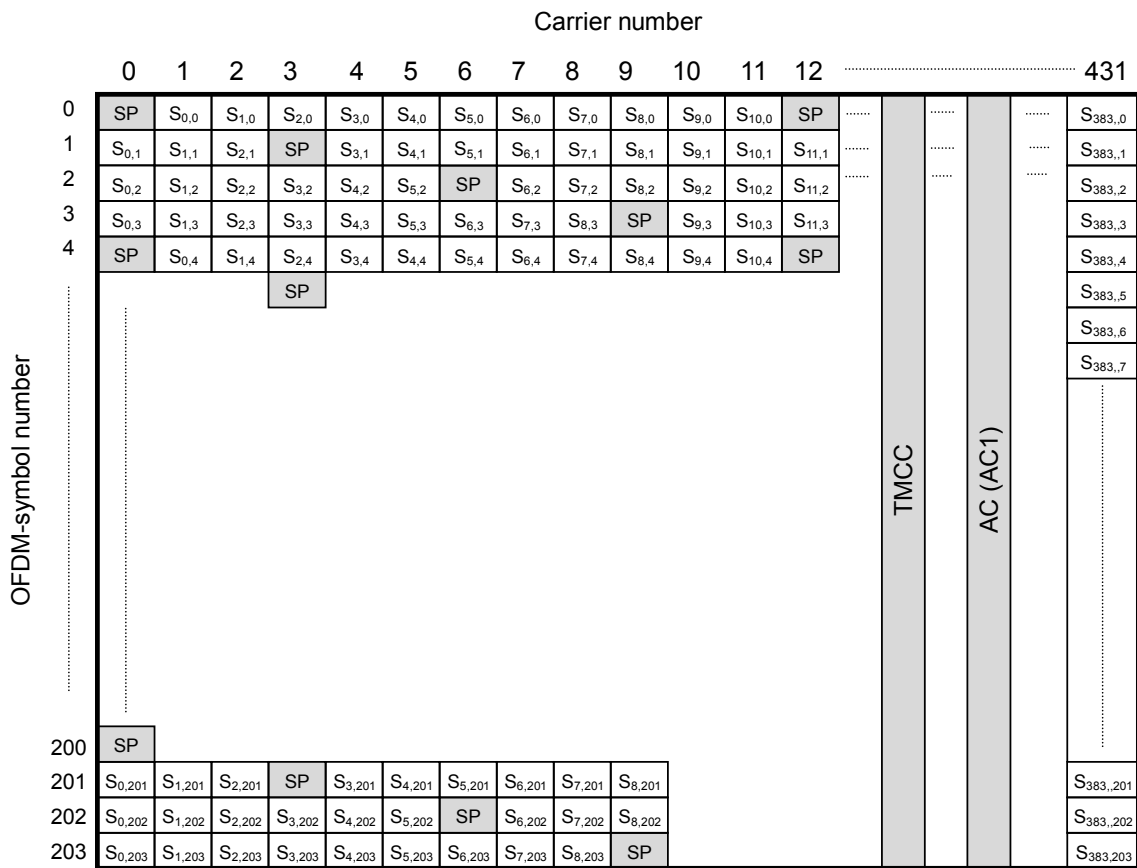 Carrier number
0 1 2 3 4 5 6 7 8 9 10 11 12 431
0 SP S0,0 S1,0 S2,0 S3,0 S4,0 S5,0 S6,0 S7,0 S8,0 S9,0 S10,0 SP S383,,0
1 S0,1 S1,1 S2,1 SP S3,1 S4,1 S5,1 S6,1 S7,1 S8,1 S9,1 S10,1 S11,1 S383,,1
2 S0,2 S1,2 S2,2 S3,2 S4,2 S5,2 SP S6,2 S7,2 S8,2 S9,2 S10,2 S11,2 S383,,2
3 S0,3 S1,3 S2,3 S3,3 S4,3 S5,3 S6,3 S7,3 S8,3 SP S9,3 S10,3 S11,3 S383,,3
4 SP S0,4 S1,4 S2,4 S3,4 S4,4 S5,4 S6,4 S7,4 S8,4 S9,4 S10,4 SP S383,,4
SP S383,,5
S383,,6
S383,,7
OFDM-symbol number
TMCC
AC (AC1)
200 SP
201 S0,201 S1,201 S2,201 SP S3,201 S4,201 S5,201 S6,201 S7,201 S8,201 S383,,201
202 S0,202 S1,202 S2,202 S3,202 S4,202 S5,202 SP S6,202 S7,202 S8,202 S383,,202
203 S0,203 S1,203 S2,203 S3,203 S4,203 S5,203 S6,203 S7,203 S8,203 SP S383,203